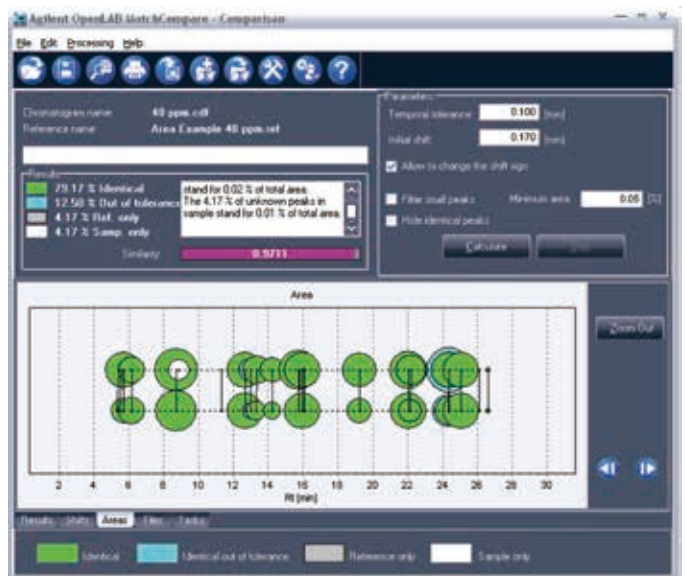 Agilent OpenLAB MatchCompare - Comparison
File Edit Processing Help
Chromatogram name 40 ppm.cdf
Reference name Area Example 40 ppm.ref
Parameters
Temporal tolerance 0.100 [min]
Initial shift 0.170 [min]
Allow to change the shift sign
Filter small peaks Minimum area 0.05 [%]
Hide identical peaks
Calculate
Results
79.17 % Identical
12.50 % Out of tolerance
4.17 % Ref. only
4.17 % Samp. only
stand for 0.02 % of total area.
The 4.17 % of unknown peaks in
sample stand for 0.01 % of total area.
Similarity 0.9711
Area
Zoom Out
2 4 6 8 10 12 14 16 18 20 22 24 26 28 30
Rt [min]
Results Shifts Areas Files Tasks
Identical Identical out of tolerance Reference only Sample only